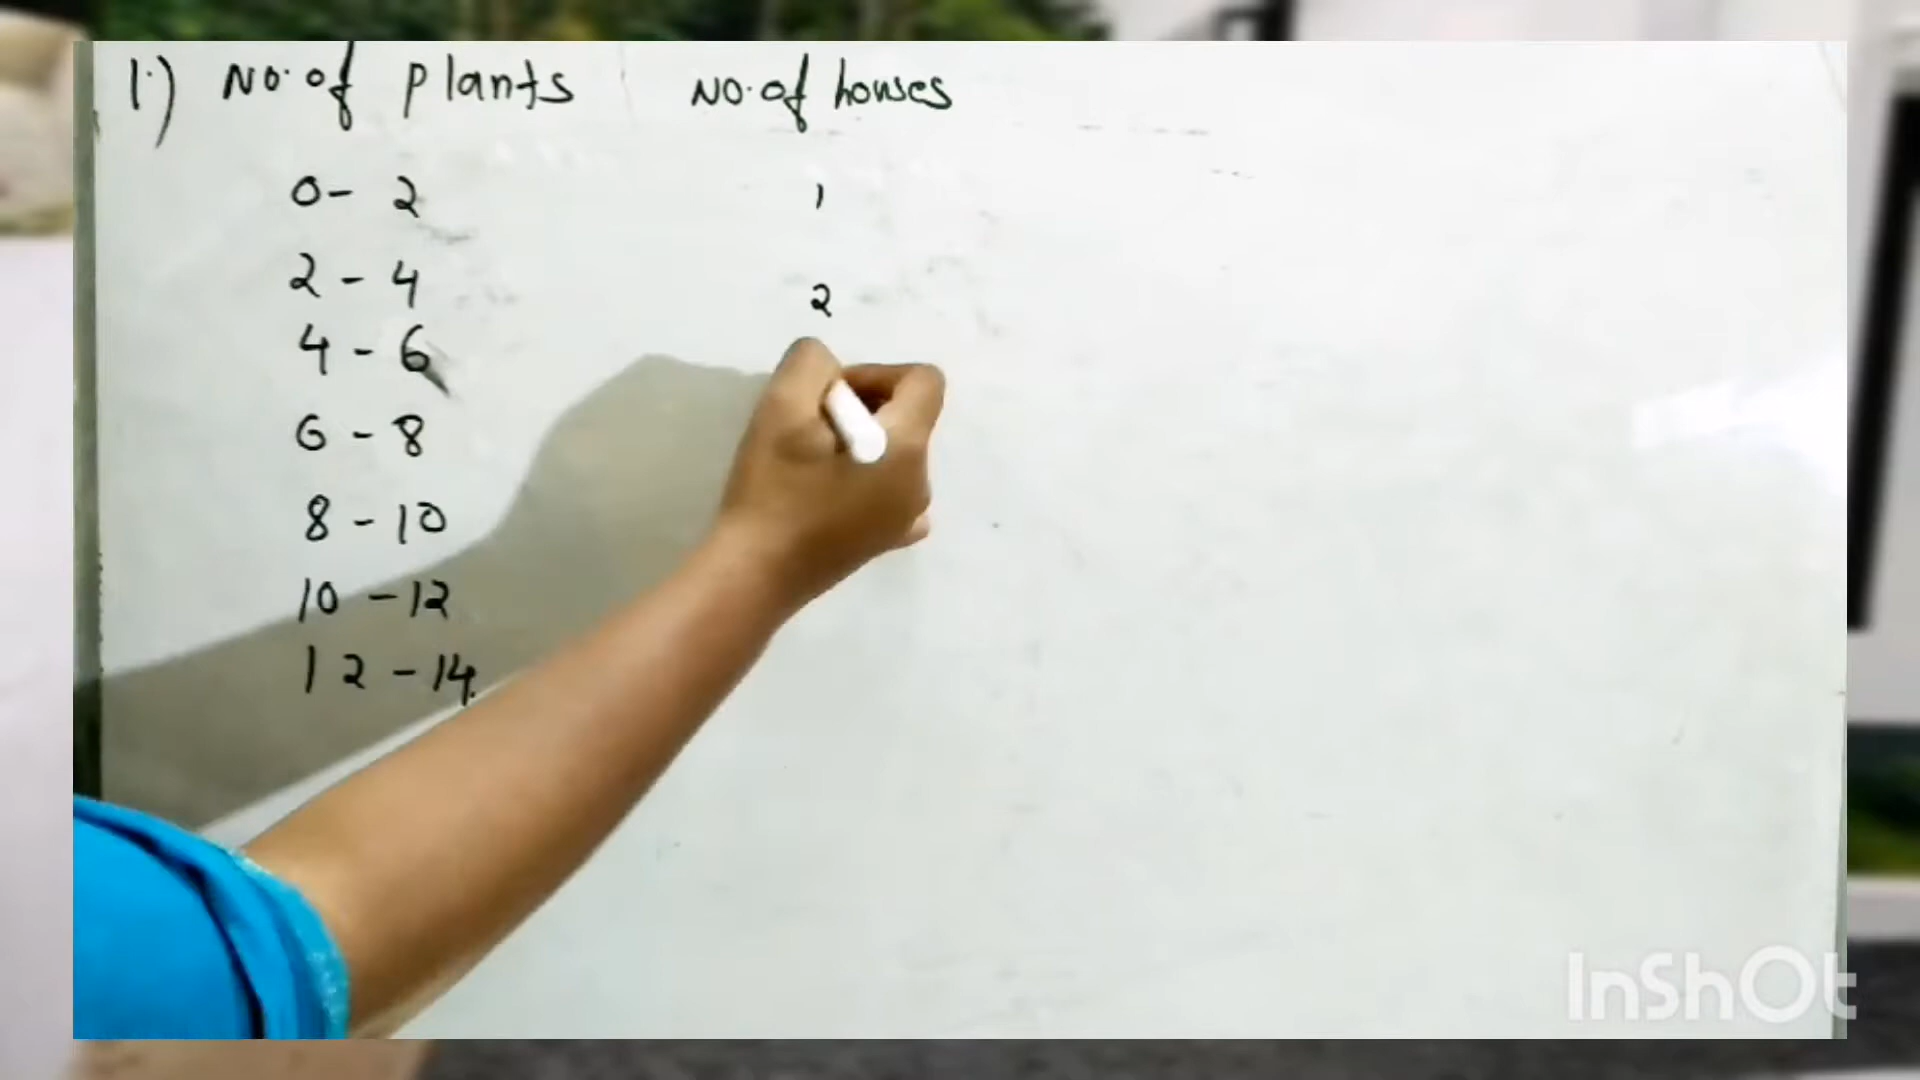 1.) No. of plants No. of houses
0 - 2 1
2 - 4 2
4 - 6
6 - 8
8 - 10
10 - 12
12 - 14
InShOt